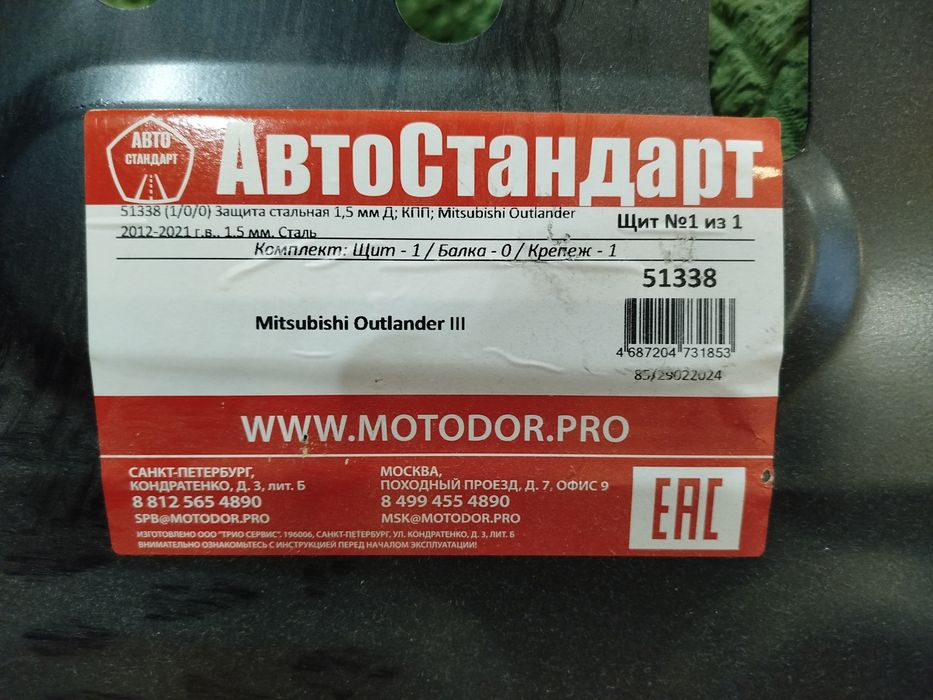 АВТО
СТАНДАРТ
АвтоСтандарт
51338 (1/0/0) Защита стальная 1,5 мм Д; КПП; Mitsubishi Outlander
2012-2021 г.в., 1.5 мм. Сталь
Щит №1 из 1
Комплект: Щит - 1 / Балка - 0 / Крепеж - 1
51338
Mitsubishi Outlander III
4 687204 731853
85/29022024
WWW.MOTODOR.PRO
САНКТ-ПЕТЕРБУРГ,
КОНДРАТЕНКО, Д. 3, лит. Б
8 812 565 4890
SPB@MOTODOR.PRO
МОСКВА,
ПОХОДНЫЙ ПРОЕЗД, Д. 7, ОФИС 9
8 499 455 4890
MSK@MOTODOR.PRO
ИЗГОТОВЛЕНО ООО "ТРИО СЕРВИС". 196006, САНКТ-ПЕТЕРБУРГ, УЛ. КОНДРАТЕНКО, Д. 3, ЛИТ. Б
ВНИМАТЕЛЬНО ОЗНАКОМЬТЕСЬ С ИНСТРУКЦИЕЙ ПЕРЕД НАЧАЛОМ ЭКСПЛУАТАЦИИ!
EAC